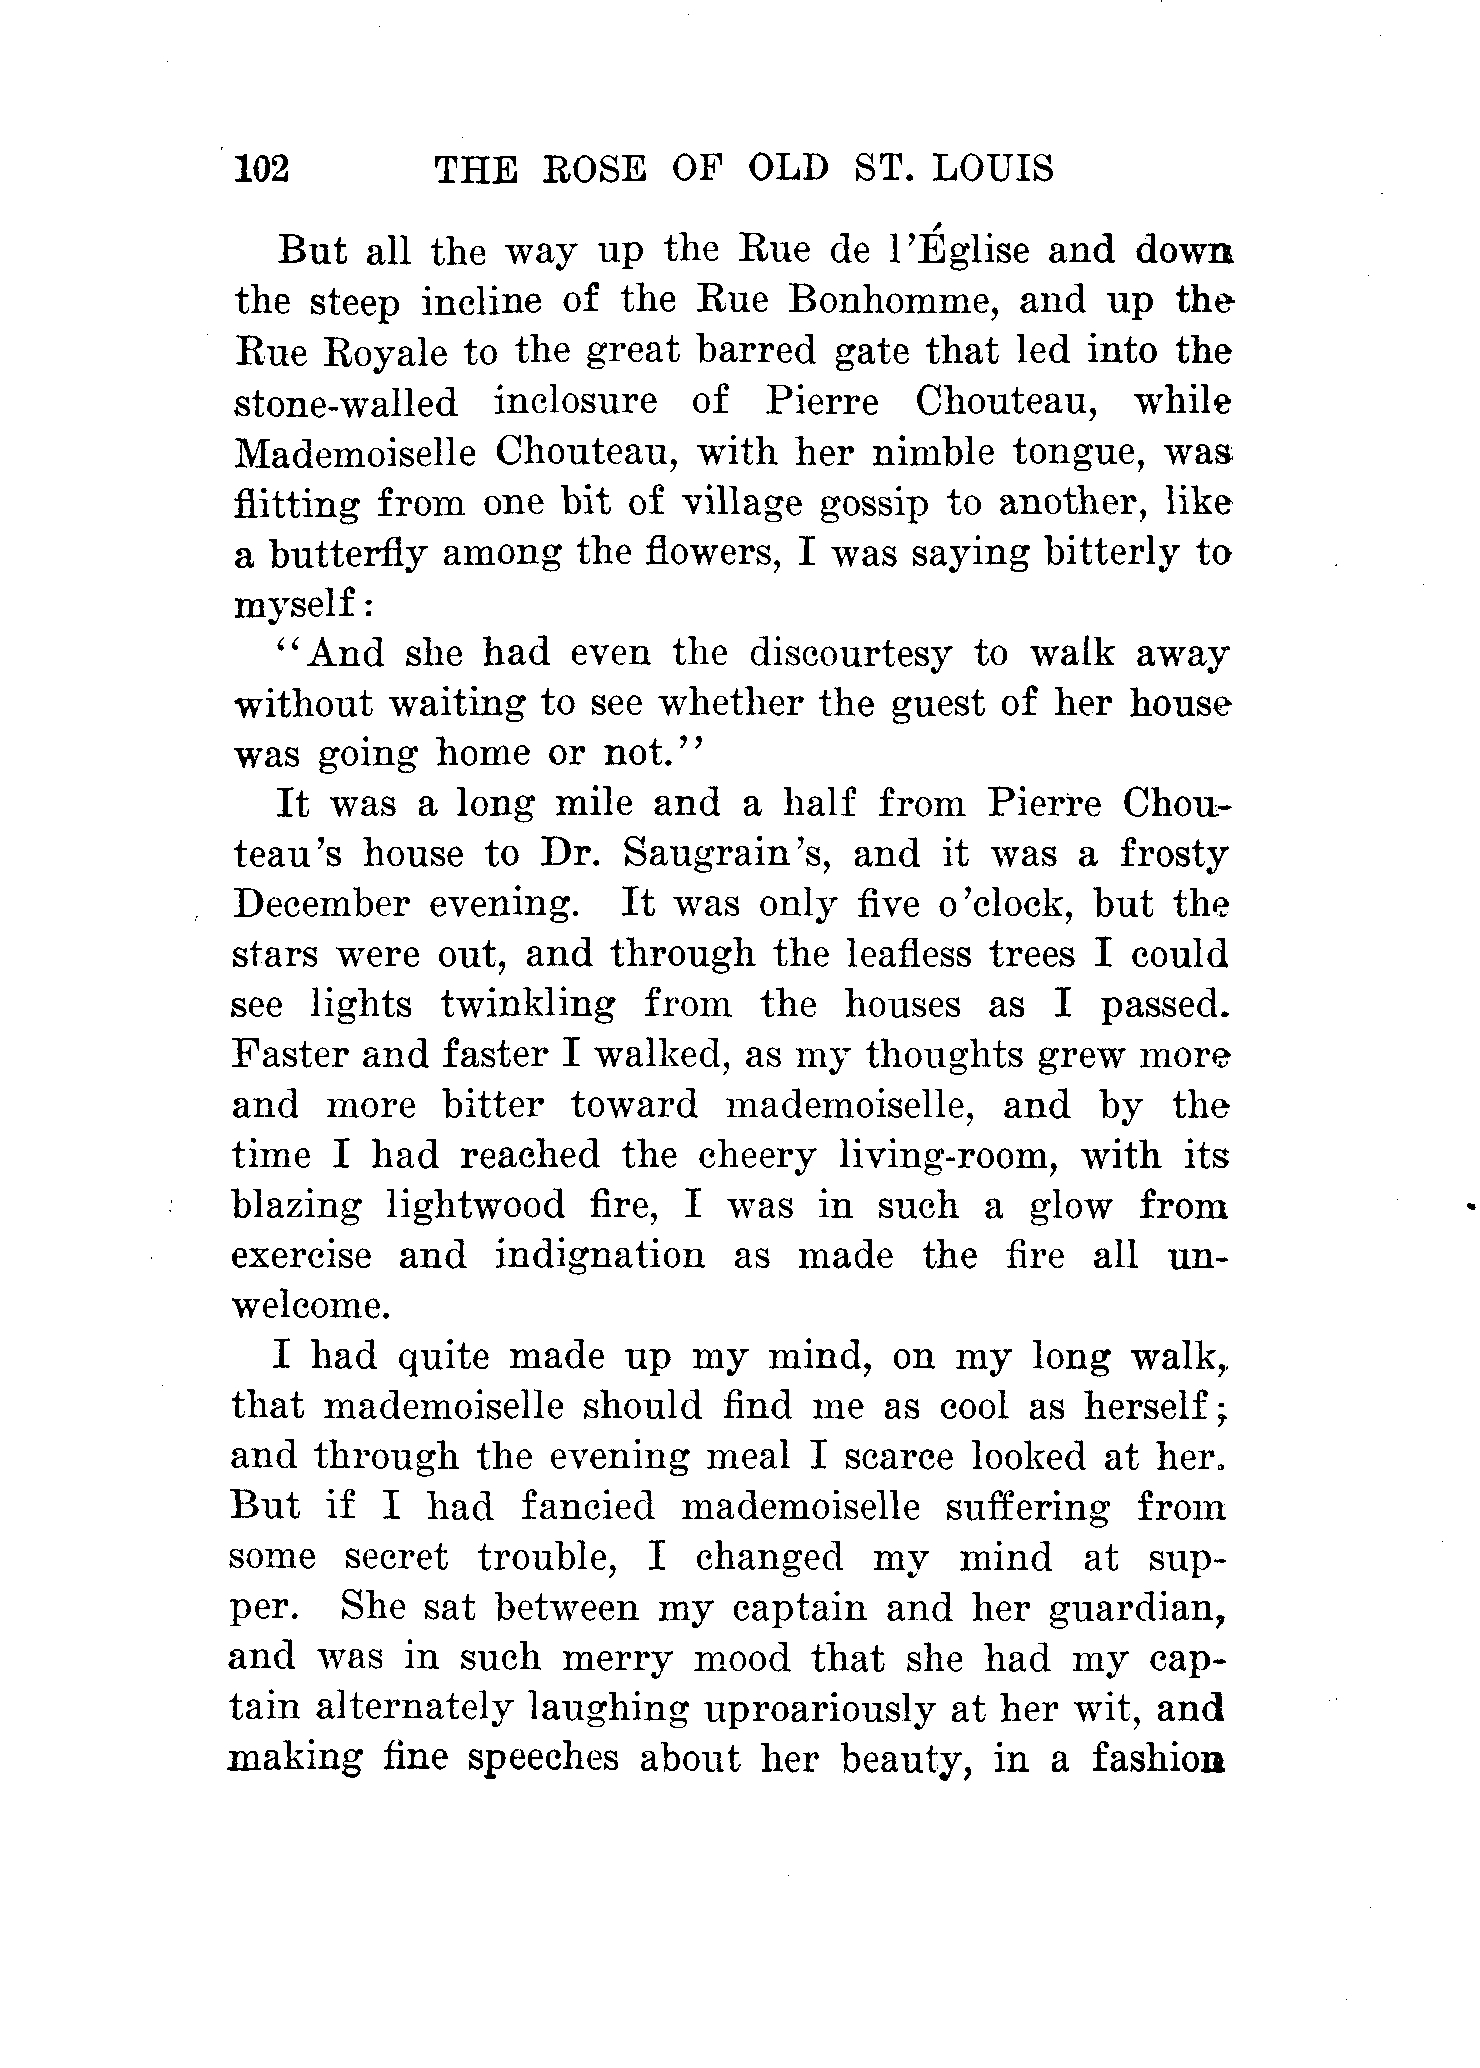 102 THE ROSE OF OLD ST. LOUIS
But all the way up the Rue de l'Église and down
the steep incline of the Rue Bonhomme, and up the
Rue Royale to the great barred gate that led into the
stone-walled inclosure of Pierre Chouteau, while
Mademoiselle Chouteau, with her nimble tongue, was
flitting from one bit of village gossip to another, like
a butterfly among the flowers, I was saying bitterly to
myself:
"And she had even the discourtesy to walk away
without waiting to see whether the guest of her house
was going home or not."
It was a long mile and a half from Pierre Chou-
teau's house to Dr. Saugrain's, and it was a frosty
December evening. It was only five o'clock, but the
stars were out, and through the leafless trees I could
see lights twinkling from the houses as I passed.
Faster and faster I walked, as my thoughts grew more
and more bitter toward mademoiselle, and by the
time I had reached the cheery living-room, with its
blazing lightwood fire, I was in such a glow from
exercise and indignation as made the fire all un-
welcome.
I had quite made up my mind, on my long walk,
that mademoiselle should find me as cool as herself;
and through the evening meal I scarce looked at her.
But if I had fancied mademoiselle suffering from
some secret trouble, I changed my mind at sup-
per. She sat between my captain and her guardian,
and was in such merry mood that she had my cap-
tain alternately laughing uproariously at her wit, and
making fine speeches about her beauty, in a fashion